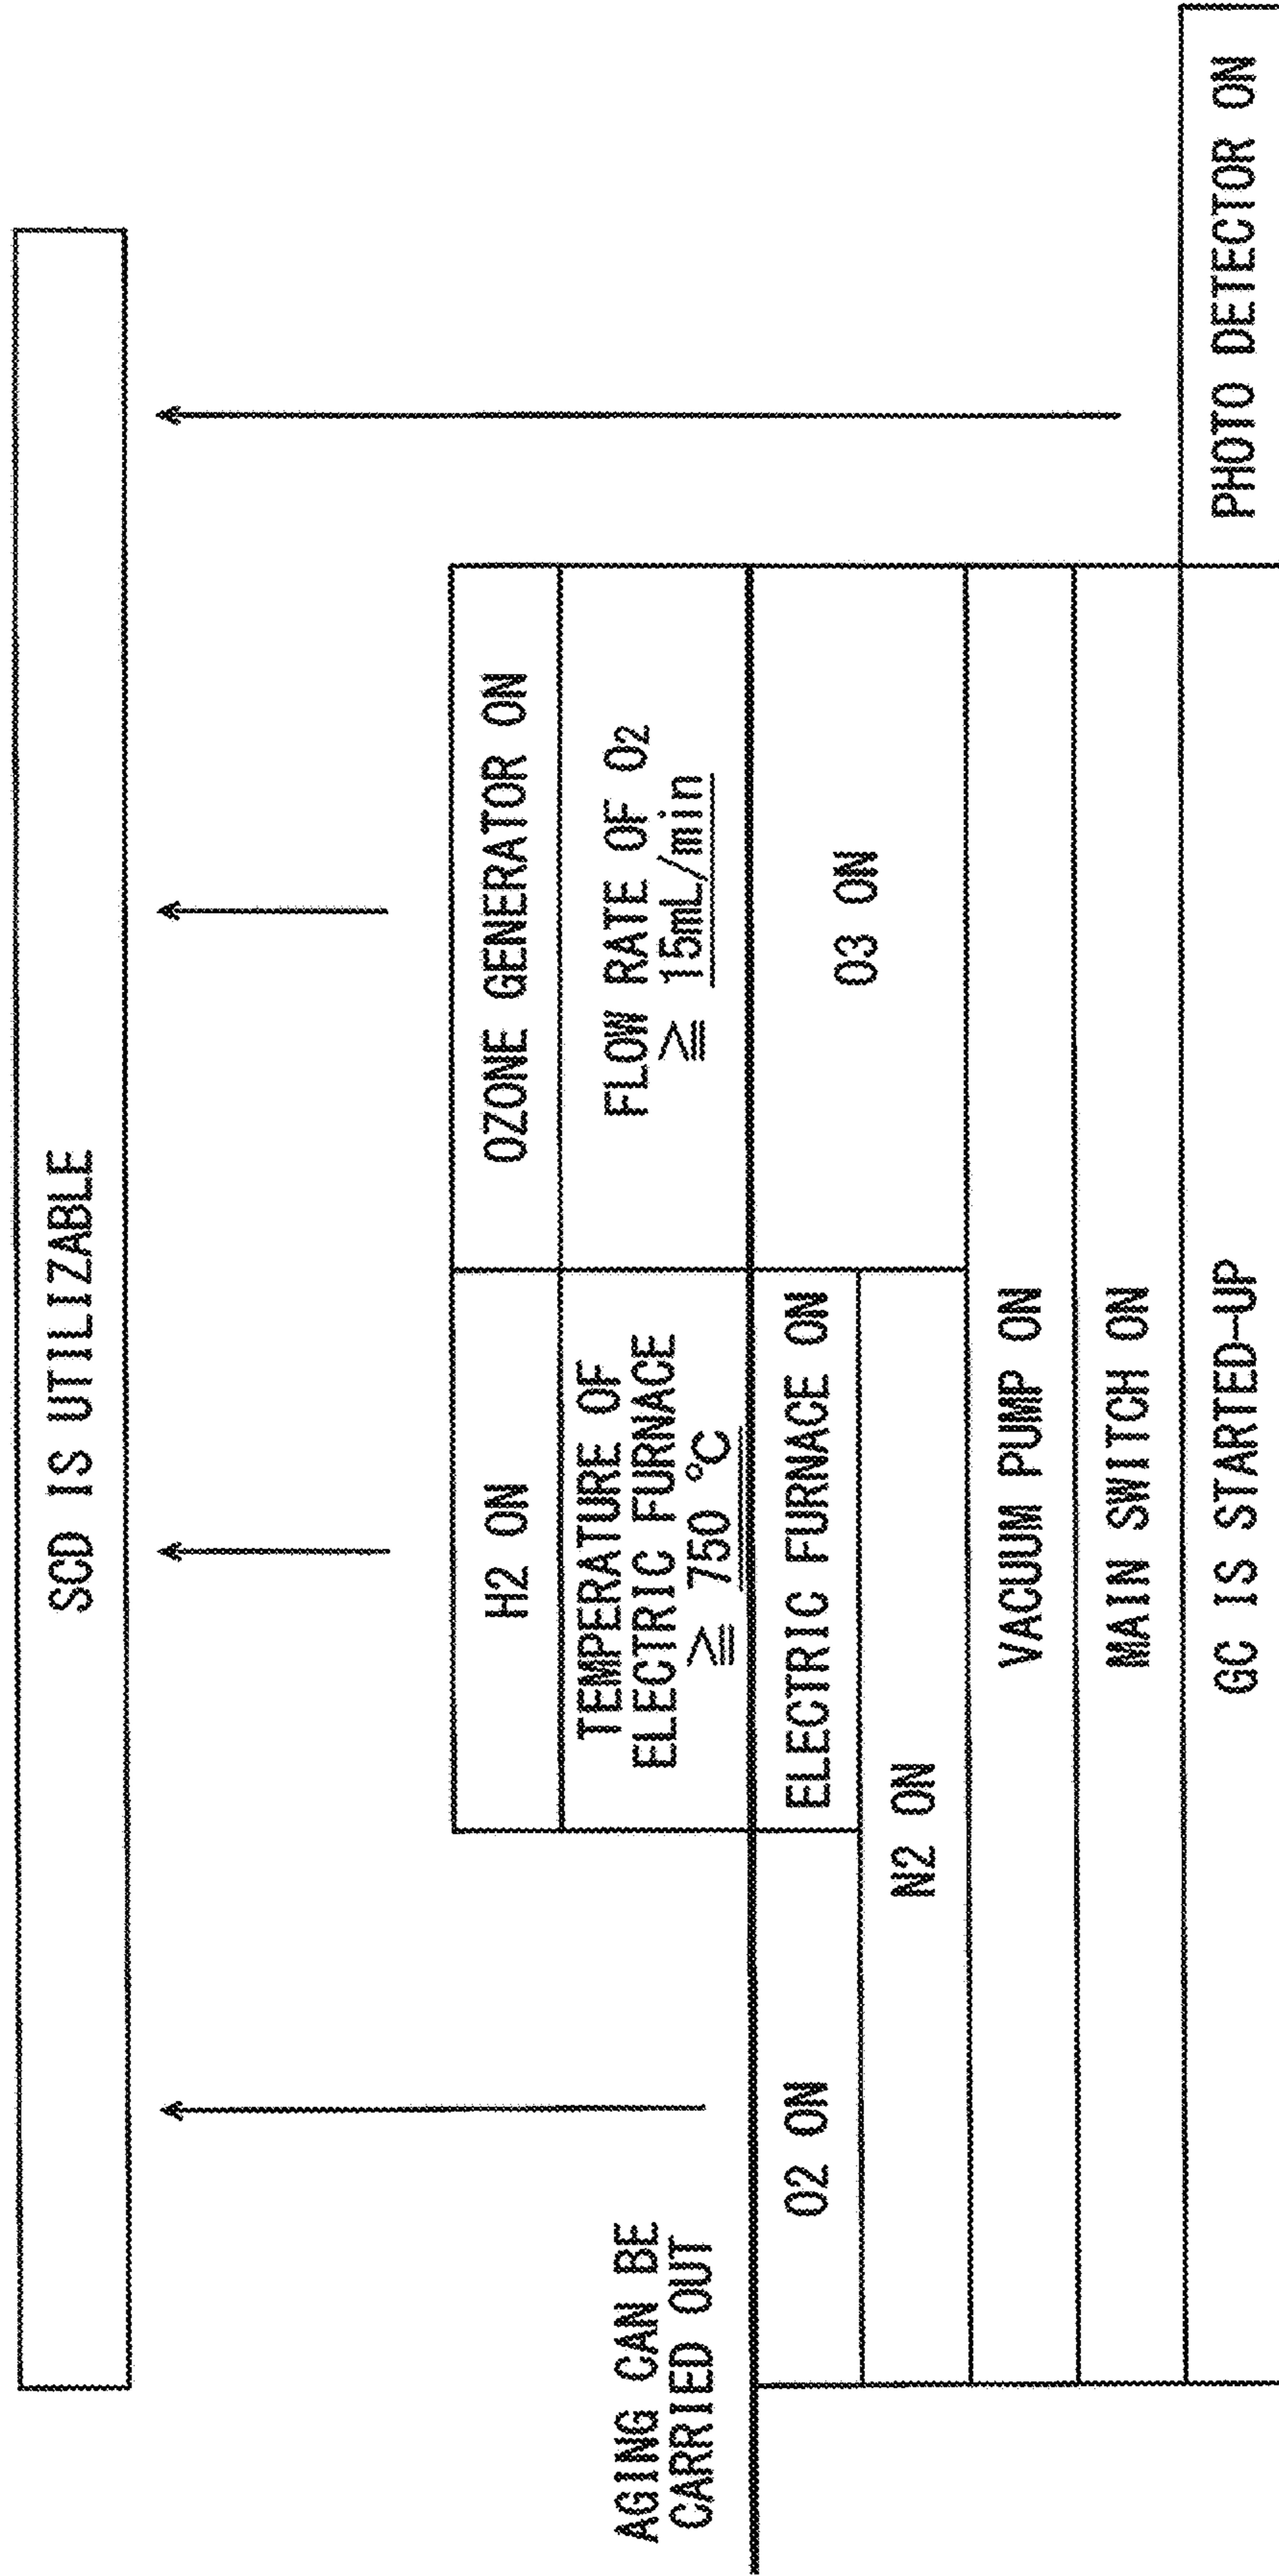 SCD IS UTILIZABLE
H2 ON
OZONE GENERATOR ON
AGING CAN BE
CARRIED OUT
TEMPERATURE OF
ELECTRIC FURNACE
≧ 750 °C
FLOW RATE OF O2
≧ 15mL/min
O2 ON
ELECTRIC FURNACE ON
O3 ON
N2 ON
VACUUM PUMP ON
MAIN SWITCH ON
GC IS STARTED-UP
PHOTO DETECTOR ON